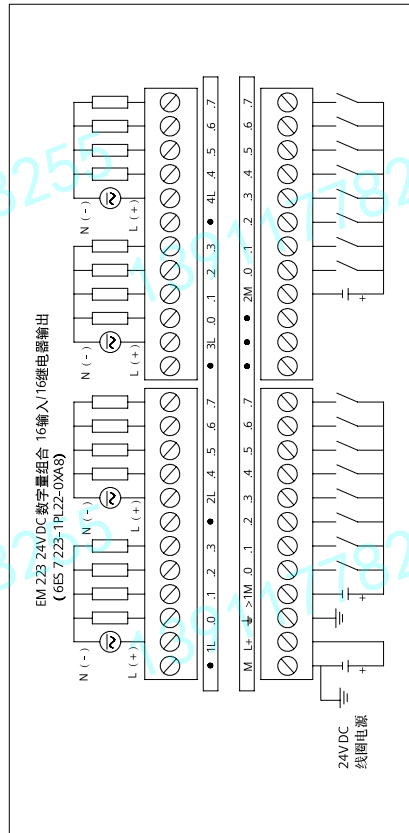 EM 223 24V DC 数字量组合 16输入/16继电器输出
(6ES 7 223-1PL22-0XA8)
N (-) N (-) N (-) N (-)
L (+) L (+) L (+) L (+)
● 1L .0 .1 .2 .3 ● 2L .4 .5 .6 .7 ● 3L .0 .1 .2 .3 ● 4L .4 .5 .6 .7
M L+ ⏚ >1M .0 .1 .2 .3 .4 .5 .6 .7 ● ● ● 2M .0 .1 .2 .3 .4 .5 .6 .7
+ + +
24V DC
线圈电源